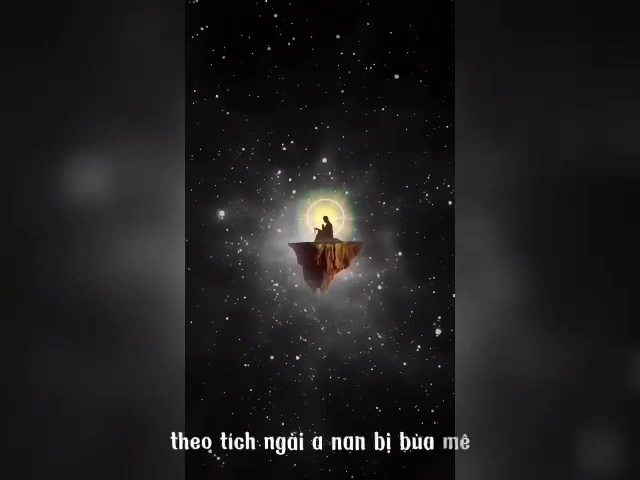 theo tích ngài a nan bị bùa mê